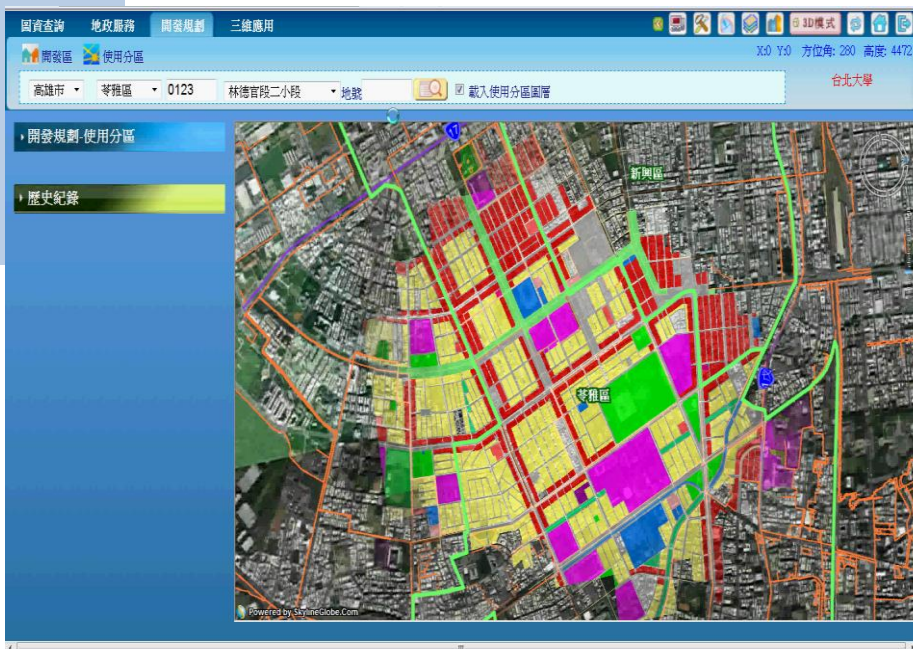 圖資查詢 地政服務 開發規劃 三維應用
3D模式
開發區 使用分區
X:0 Y:0 方位角: 280 高度: 4472
高雄市 苓雅區 0123 林德官段二小段 地號 載入使用分區圖層
台北大學
開發規劃-使用分區
歷史紀錄
17
新興區
苓雅區
Powered by SkylineGlobe.Com